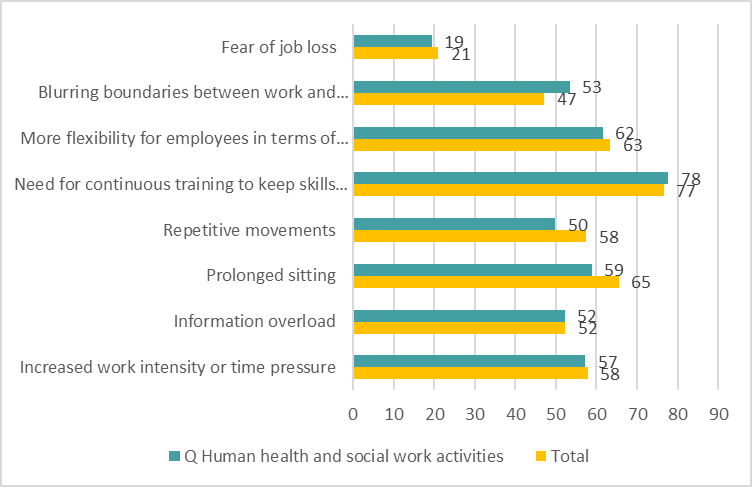 Fear of job loss
19
21
Blurring boundaries between work and...
53
47
More flexibility for employees in terms of...
62
63
Need for continuous training to keep skills...
78
77
Repetitive movements
50
58
Prolonged sitting
59
65
Information overload
52
52
Increased work intensity or time pressure
57
58
0 10 20 30 40 50 60 70 80 90
Q Human health and social work activities Total